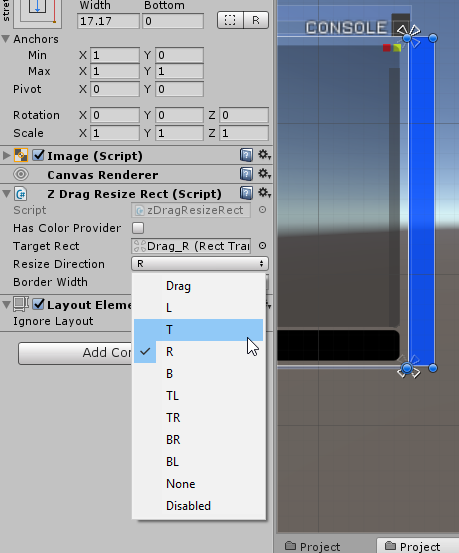 stret
Width Bottom
17.17 0 R
Anchors
Min X 1 Y 0
Max X 1 Y 1
Pivot X 0 Y 0
Rotation X 0 Y 0 Z 0
Scale X 1 Y 1 Z 1
Image (Script)
Canvas Renderer
Z Drag Resize Rect (Script)
Script zDragResizeRect
Has Color Provider
Target Rect Drag_R (Rect Tran
Resize Direction R
Border Width
Layout Eleme
Ignore Layout
Add Con
Drag
L
T
R
B
TL
TR
BR
BL
None
Disabled
CONSOLE
Project
Project